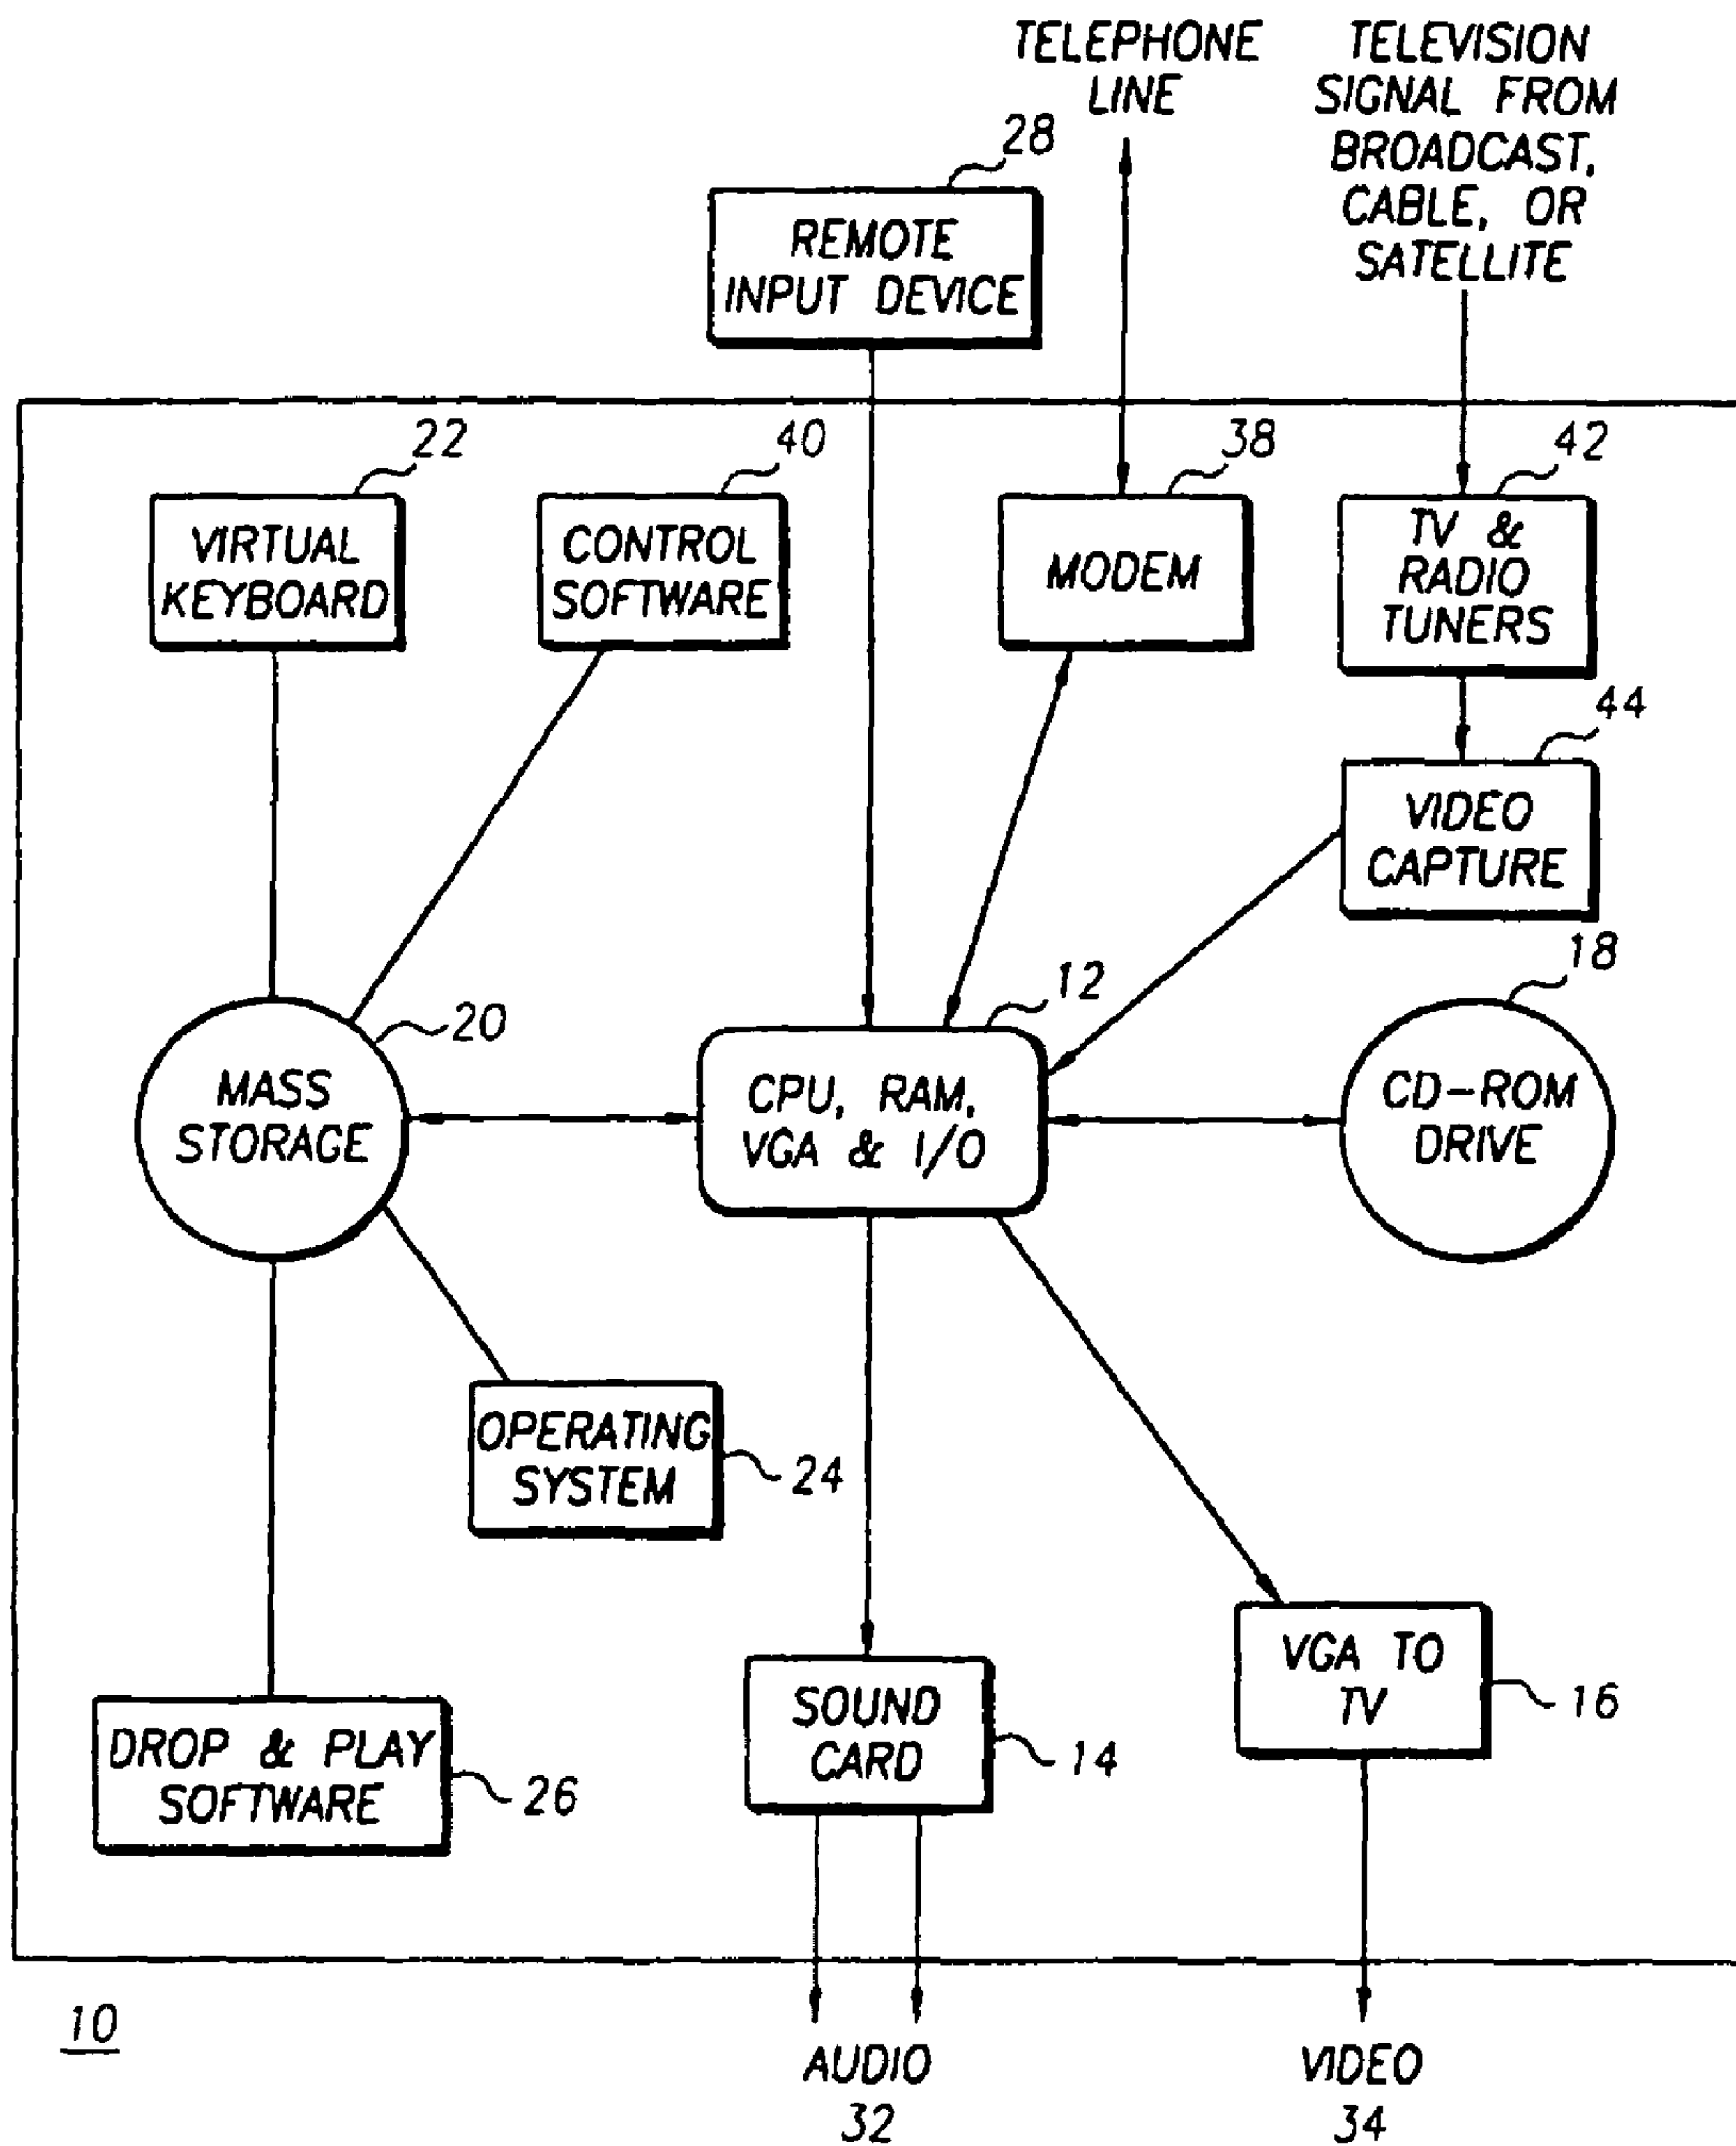 TELEPHONE
LINE
TELEVISION
SIGNAL FROM
BROADCAST,
CABLE, OR
SATELLITE
28
REMOTE
INPUT DEVICE
22
VIRTUAL
KEYBOARD
40
CONTROL
SOFTWARE
38
MODEM
42
TV &
RADIO
TUNERS
44
VIDEO
CAPTURE
20
MASS
STORAGE
12
CPU, RAM,
VGA & I/O
18
CD-ROM
DRIVE
OPERATING
SYSTEM
24
DROP & PLAY
SOFTWARE
26
SOUND
CARD
14
VGA TO
TV
16
10
AUDIO
32
VIDEO
34